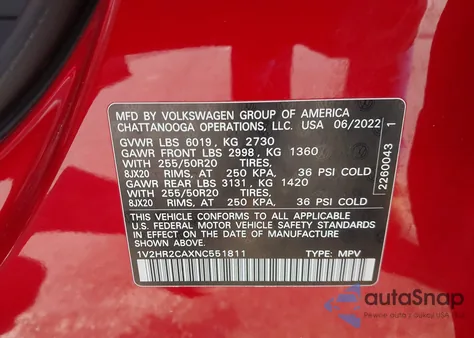 MFD BY VOLKSWAGEN GROUP OF AMERICA
CHATTANOOGA OPERATIONS, LLC. USA 06/2022
GVWR LBS 6019, KG 2730
GAWR FRONT LBS 2998, KG 1360
WITH 255/50R20 TIRES,
8JX20 RIMS, AT 250 KPA, 36 PSI COLD
GAWR REAR LBS 3131, KG 1420
WITH 255/50R20 TIRES,
8JX20 RIMS, AT 250 KPA, 36 PSI COLD
THIS VEHICLE CONFORMS TO ALL APPLICABLE
U.S. FEDERAL MOTOR VEHICLE SAFETY STANDARDS
IN EFFECT ON THE DATE OF MANUFACTURE
SHOWN ABOVE.
1V2HR2CAXNC551811 TYPE: MPV
2260043 1
autoSnap